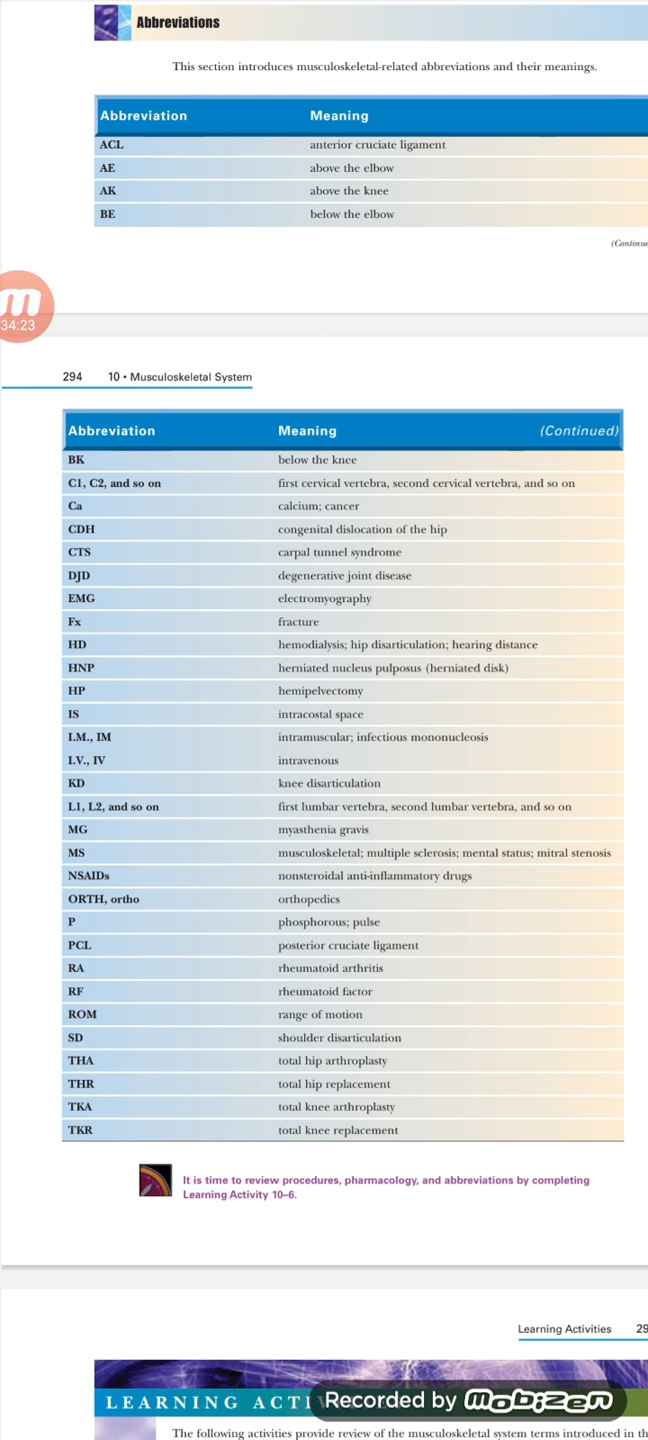 Abbreviations
This section introduces musculoskeletal-related abbreviations and their meanings.
Abbreviation Meaning
ACL anterior cruciate ligament
AE above the elbow
AK above the knee
BE below the elbow
(Continue
34:23
294 10 • Musculoskeletal System
Abbreviation Meaning (Continued)
BK below the knee
C1, C2, and so on first cervical vertebra, second cervical vertebra, and so on
Ca calcium; cancer
CDH congenital dislocation of the hip
CTS carpal tunnel syndrome
DJD degenerative joint disease
EMG electromyography
Fx fracture
HD hemodialysis; hip disarticulation; hearing distance
HNP herniated nucleus pulposus (herniated disk)
HP hemipelvectomy
IS intracostal space
I.M., IM intramuscular; infectious mononucleosis
I.V., IV intravenous
KD knee disarticulation
L1, L2, and so on first lumbar vertebra, second lumbar vertebra, and so on
MG myasthenia gravis
MS musculoskeletal; multiple sclerosis; mental status; mitral stenosis
NSAIDs nonsteroidal anti-inflammatory drugs
ORTH, ortho orthopedics
P phosphorous; pulse
PCL posterior cruciate ligament
RA rheumatoid arthritis
RF rheumatoid factor
ROM range of motion
SD shoulder disarticulation
THA total hip arthroplasty
THR total hip replacement
TKA total knee arthroplasty
TKR total knee replacement
It is time to review procedures, pharmacology, and abbreviations by completing
Learning Activity 10–6.
Learning Activities 29
LEARNING ACTI
Recorded by mobizen
The following activities provide review of the musculoskeletal system terms introduced in th